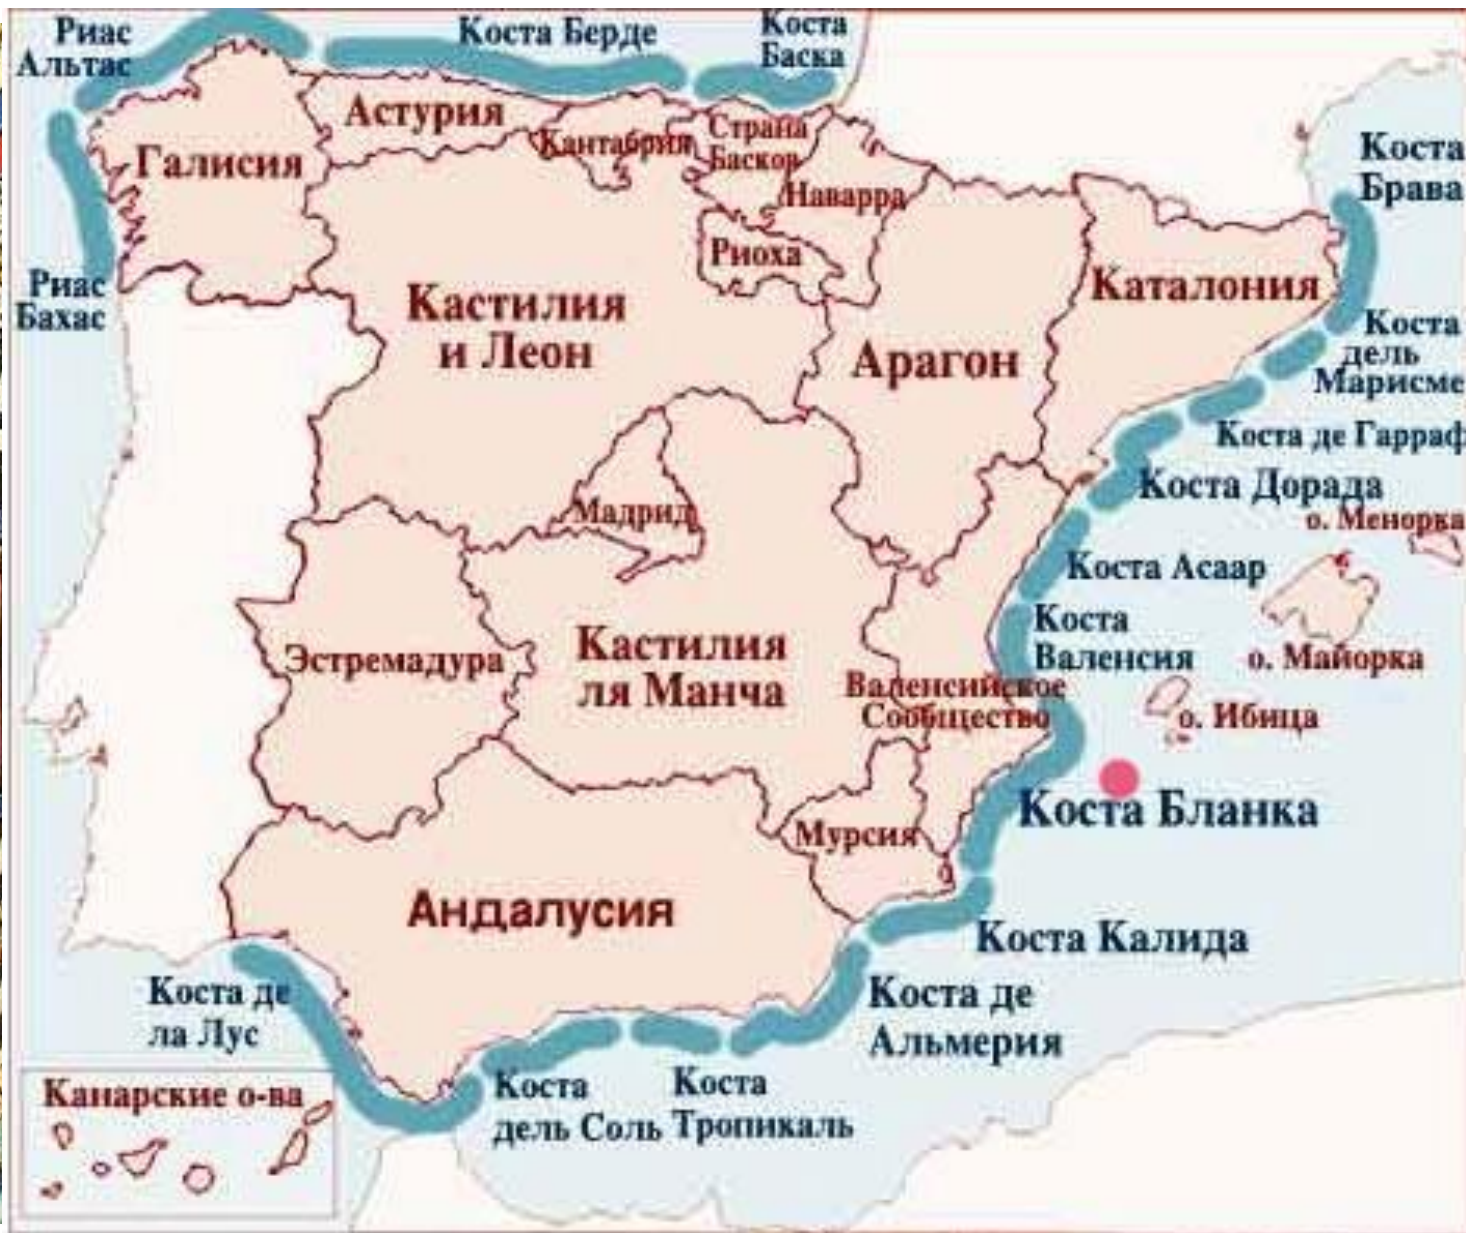 Риас
Альтас
Коста Берде
Коста
Баска
Астурия
Кантабрия
Страна
Басков
Коста
Брава
Галисия
Наварра
Риоха
Риас
Бахас
Кастилия
и Леон
Каталония
Арагон
Коста
дель
Марисме
Коста де Гарраф
Коста Дорада
о. Менорка
Мадрид
Коста Асаар
Коста
Валенсия
Эстремадура
Кастилия
ля Манча
о. Майорка
Валенсийское
Сообщество
о. Ибица
Коста Бланка
Мурсия
Андалусия
Коста Калида
Коста де
ла Лус
Коста де
Альмерия
Канарские о-ва
Коста
дель Соль
Коста
Тропикаль